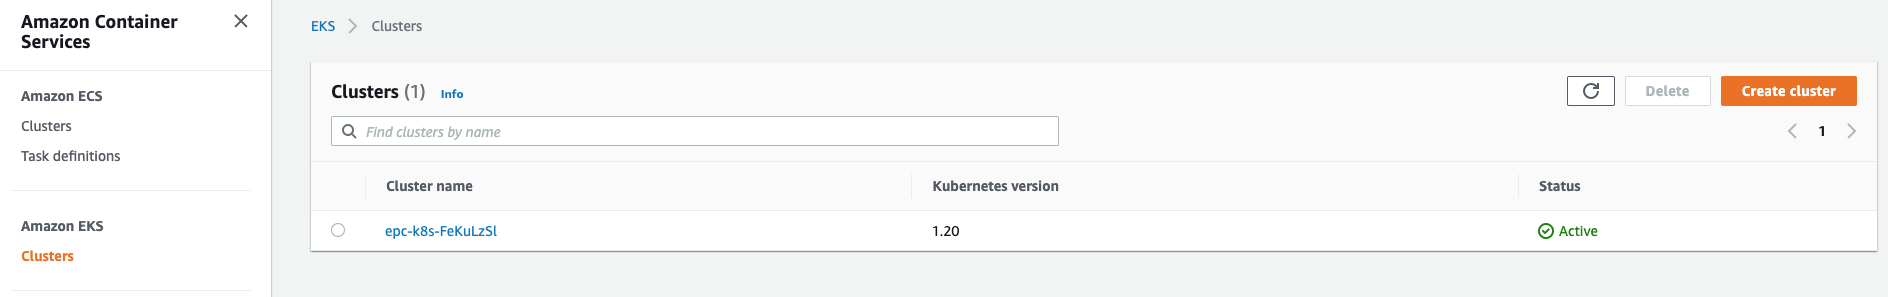 Amazon Container
Services
Amazon ECS
Clusters
Task definitions
Amazon EKS
Clusters
EKS > Clusters
Clusters (1) Info
Delete
Create cluster
Find clusters by name
1
Cluster name Kubernetes version Status
epc-k8s-FeKuLzSl 1.20 Active